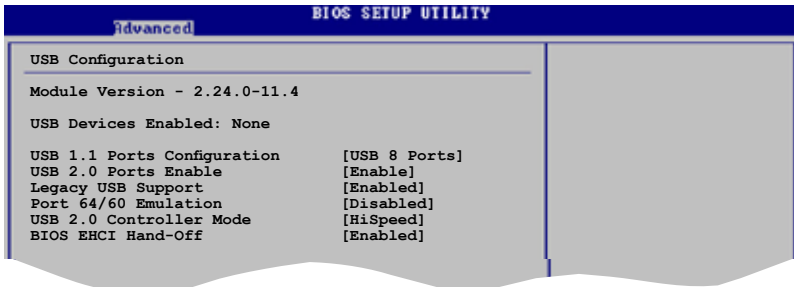 BIOS SETUP UTILITY
Advanced
USB Configuration
Module Version - 2.24.0-11.4
USB Devices Enabled: None
USB 1.1 Ports Configuration [USB 8 Ports]
USB 2.0 Ports Enable [Enable]
Legacy USB Support [Enabled]
Port 64/60 Emulation [Disabled]
USB 2.0 Controller Mode [HiSpeed]
BIOS EHCI Hand-Off [Enabled]